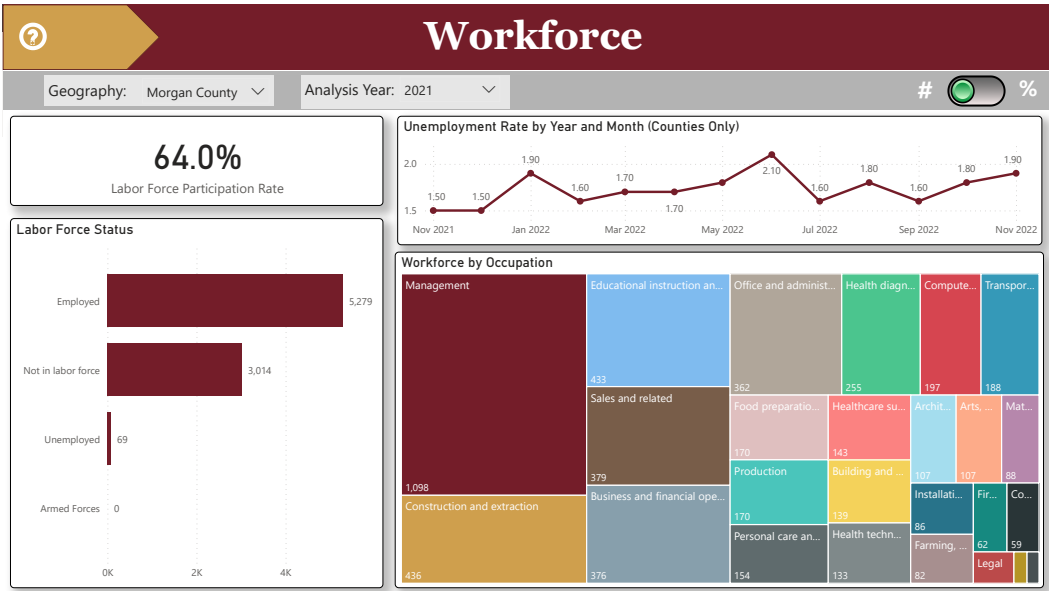 Workforce
Geography: Morgan County
Analysis Year: 2021
# %
64.0%
Labor Force Participation Rate
Unemployment Rate by Year and Month (Counties Only)
2.0
1.5
1.50
1.50
1.90
1.60
1.70
1.70
2.10
1.60
1.80
1.60
1.80
1.90
Nov 2021
Jan 2022
Mar 2022
May 2022
Jul 2022
Sep 2022
Nov 2022
Labor Force Status
Employed
5,279
Not in labor force
3,014
Unemployed
69
Armed Forces
0
0K
2K
4K
Workforce by Occupation
Management
1,098
Construction and extraction
436
Educational instruction an...
433
Sales and related
379
Business and financial ope...
376
Office and administ...
362
Health diagn...
255
Compute...
197
Transpor...
188
Food preparatio...
170
Production
170
Personal care an...
154
Healthcare su...
143
Building and ...
139
Health techn...
133
Archit...
107
Arts, ...
107
Mat...
88
Installati...
86
Farming, ...
82
Fir...
62
Co...
59
Legal